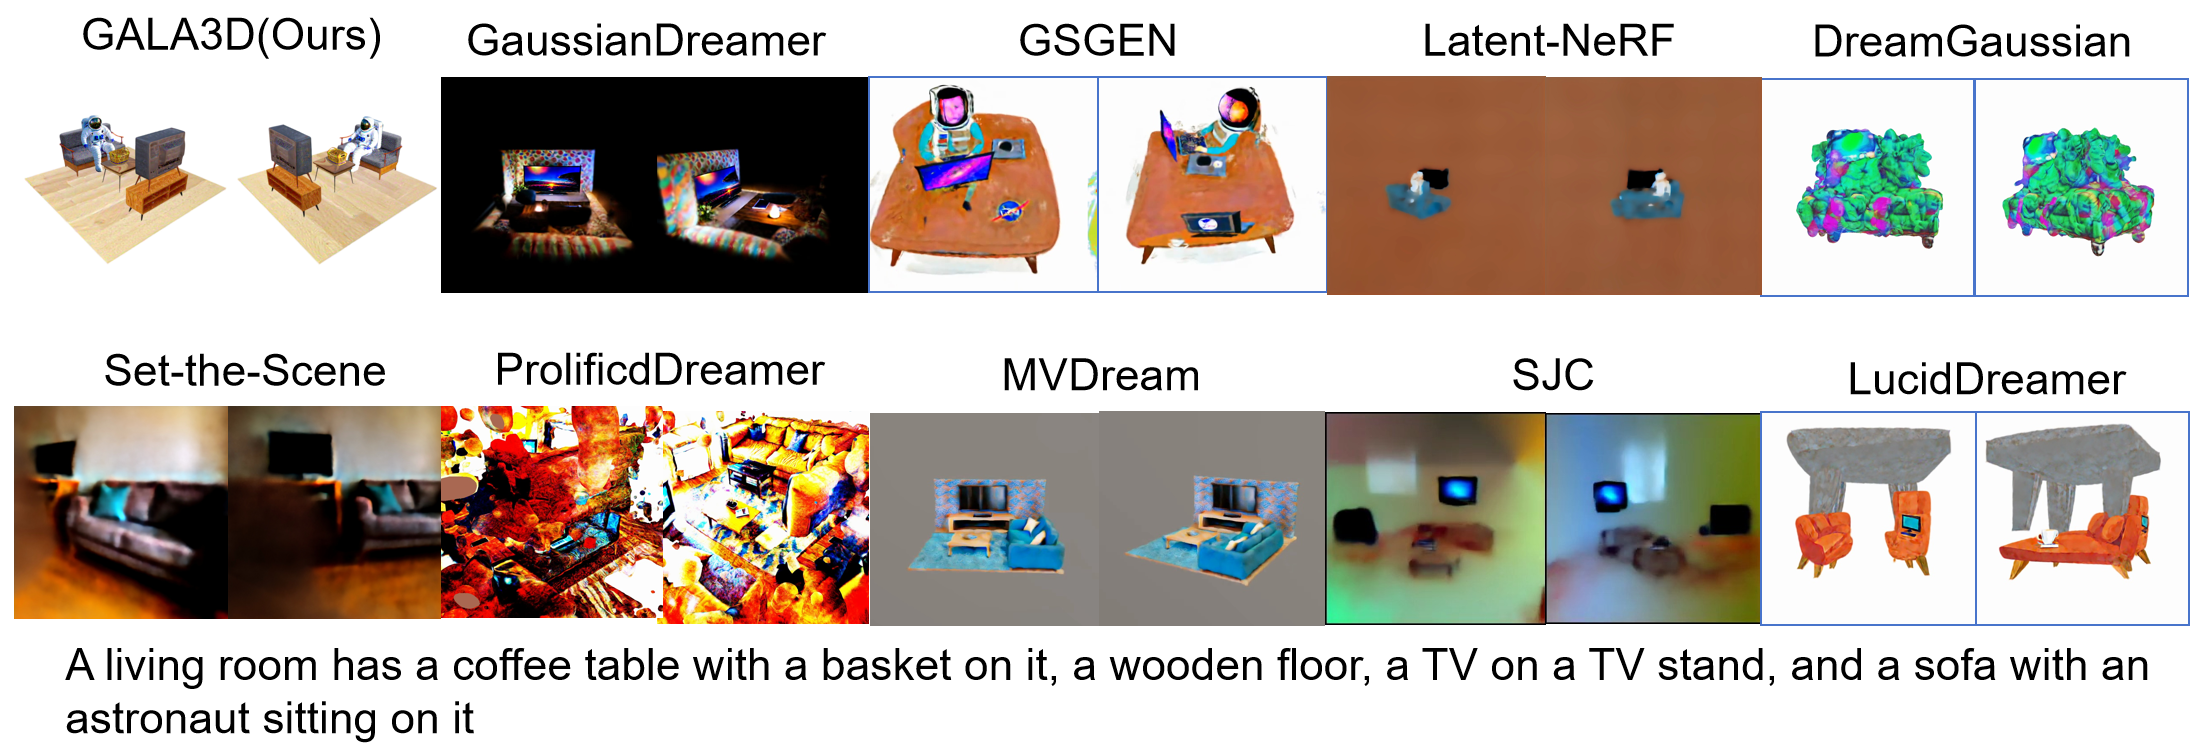 GALA3D(Ours)
GaussianDreamer
GSGEN
Latent-NeRF
DreamGaussian
Set-the-Scene
ProlificdDreamer
MVDream
SJC
LucidDreamer
A living room has a coffee table with a basket on it, a wooden floor, a TV on a TV stand, and a sofa with an
astronaut sitting on it